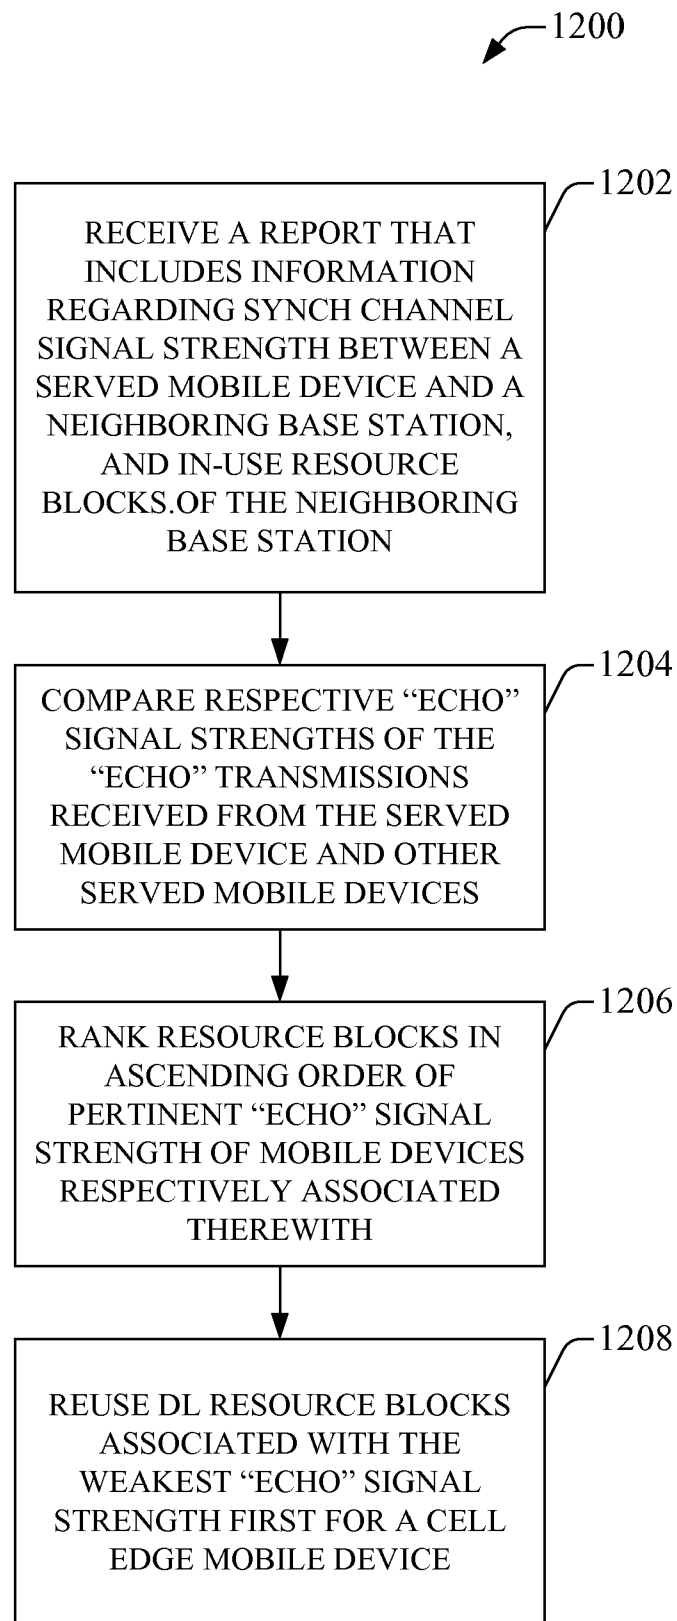 1200
1202
RECEIVE A REPORT THAT
INCLUDES INFORMATION
REGARDING SYNCH CHANNEL
SIGNAL STRENGTH BETWEEN A
SERVED MOBILE DEVICE AND A
NEIGHBORING BASE STATION,
AND IN-USE RESOURCE
BLOCKS.OF THE NEIGHBORING
BASE STATION
1204
COMPARE RESPECTIVE “ECHO”
SIGNAL STRENGTHS OF THE
“ECHO” TRANSMISSIONS
RECEIVED FROM THE SERVED
MOBILE DEVICE AND OTHER
SERVED MOBILE DEVICES
1206
RANK RESOURCE BLOCKS IN
ASCENDING ORDER OF
PERTINENT “ECHO” SIGNAL
STRENGTH OF MOBILE DEVICES
RESPECTIVELY ASSOCIATED
THEREWITH
1208
REUSE DL RESOURCE BLOCKS
ASSOCIATED WITH THE
WEAKEST “ECHO” SIGNAL
STRENGTH FIRST FOR A CELL
EDGE MOBILE DEVICE